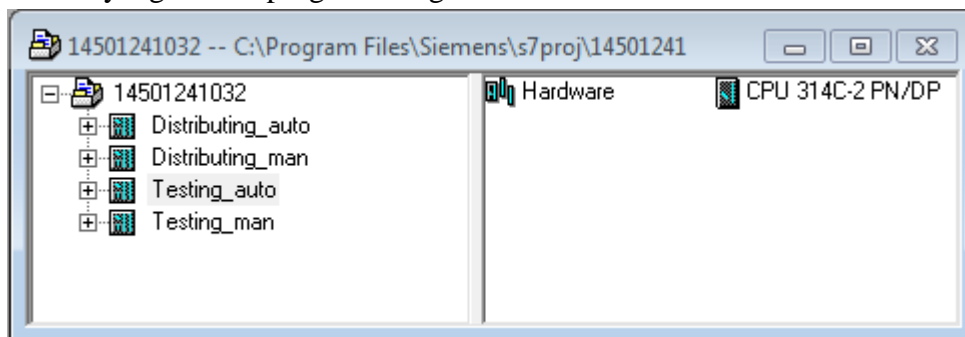 14501241032 -- C:\Program Files\Siemens\s7proj\14501241
14501241032
Distributing_auto
Distributing_man
Testing_auto
Testing_man
Hardware
CPU 314C-2 PN/DP